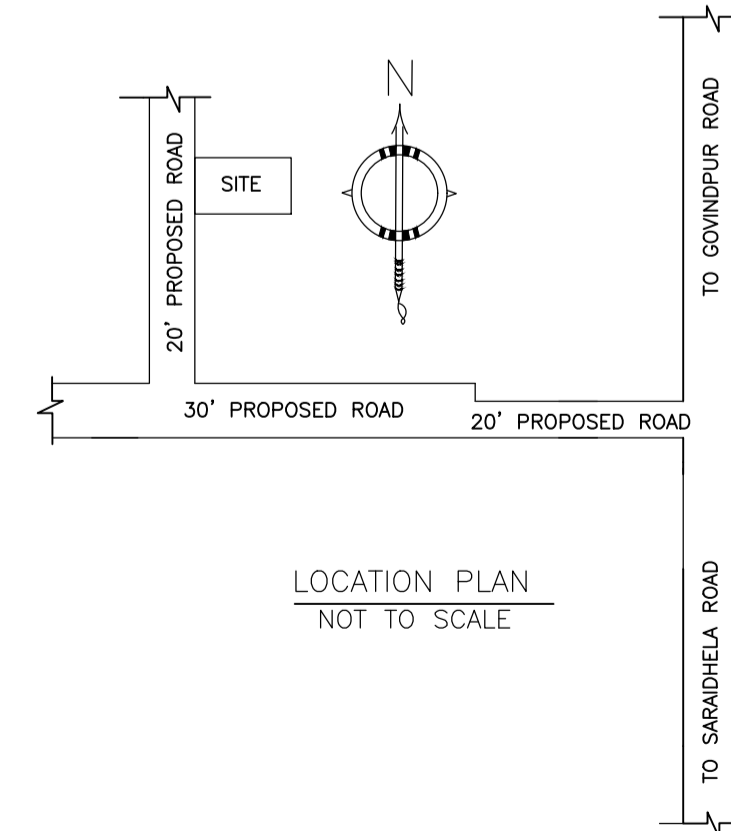 N
TO GOVINDPUR ROAD
20' PROPOSED ROAD
SITE
30' PROPOSED ROAD
20' PROPOSED ROAD
LOCATION PLAN
NOT TO SCALE
TO SARAIDHELA ROAD